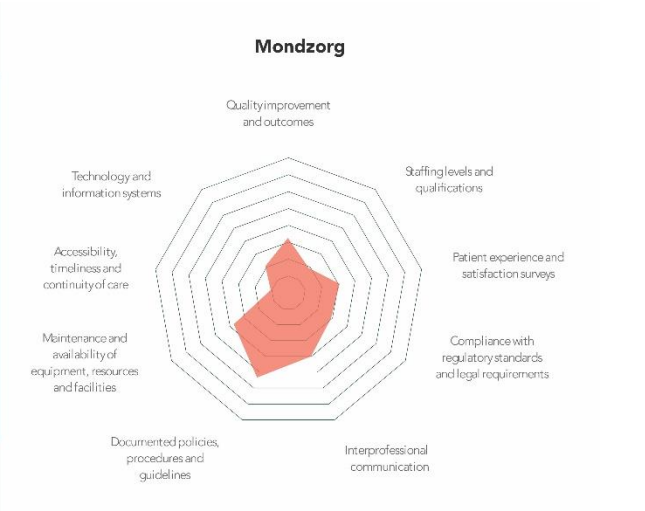 Mondzorg
Quality improvement
and outcomes
Technology and
information systems
Staffing levels and
qualifications
Accessibility,
timeliness and
continuity of care
Patient experience and
satisfaction surveys
Maintenance and
availability of
equipment, resources
and facilities
Compliance with
regulatory standards
and legal requirements
Documented policies,
procedures and
guidelines
Interprofessional
communication